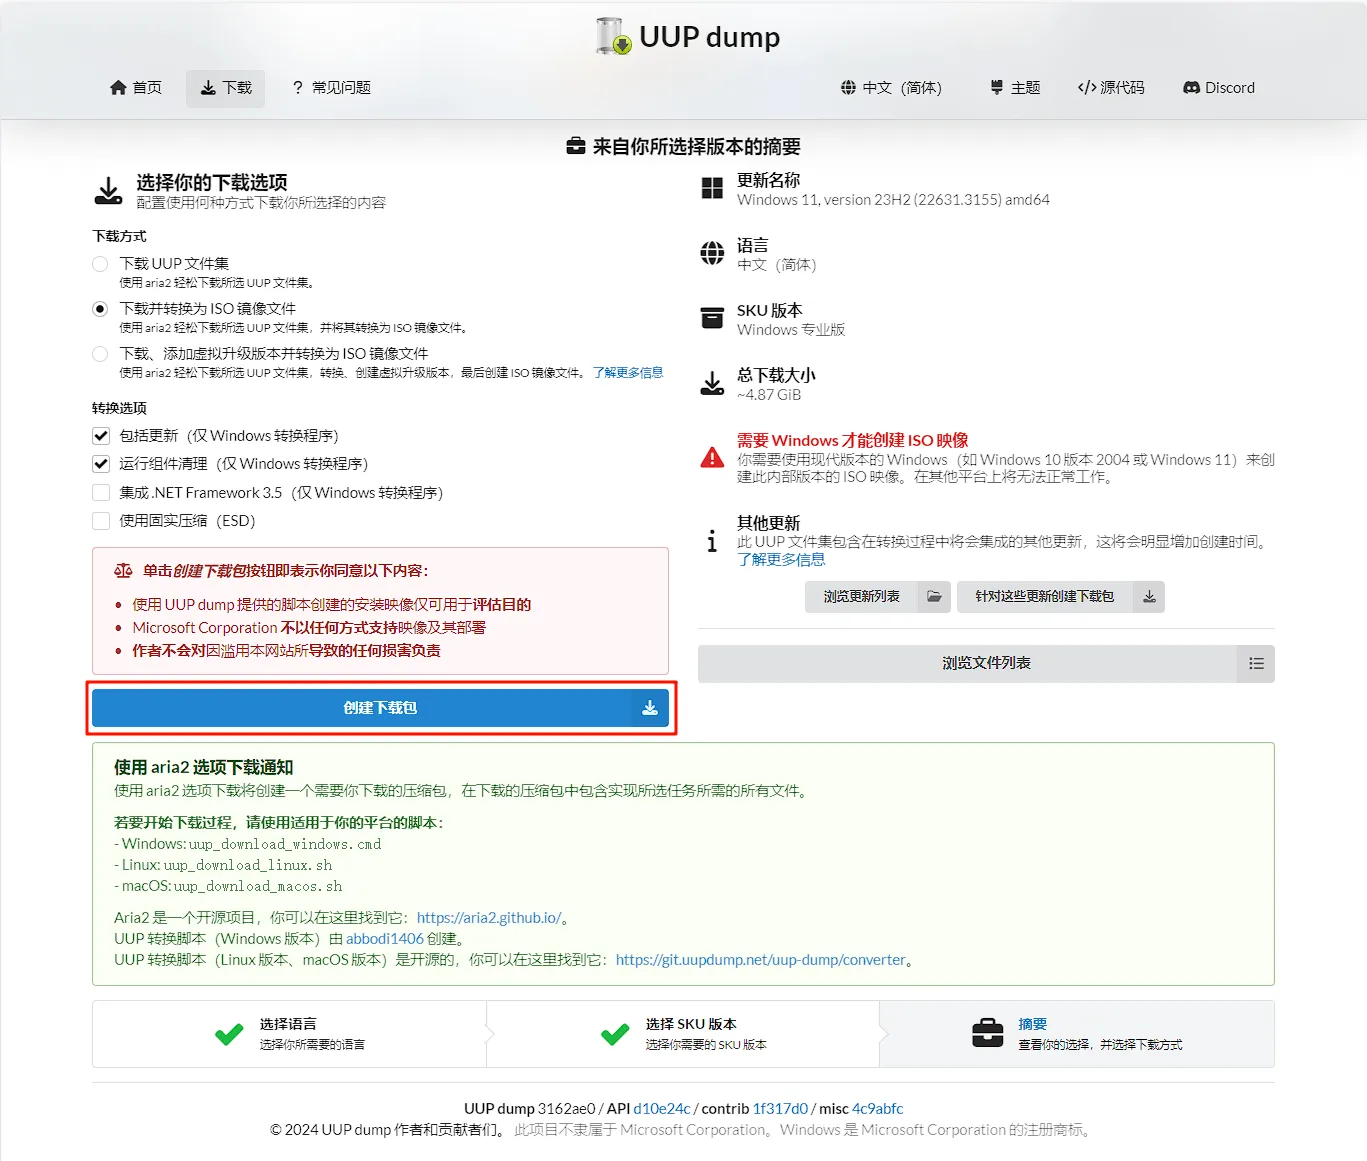 UUP dump
首页
下载
? 常见问题
中文（简体）
主题
</> 源代码
Discord
来自你所选择版本的摘要
选择你的下载选项
配置使用何种方式下载你所选择的内容
下载方式
下载 UUP 文件集
使用 aria2 轻松下载所选 UUP 文件集。
下载并转换为 ISO 镜像文件
使用 aria2 轻松下载所选 UUP 文件集，并将其转换为 ISO 镜像文件。
下载、添加虚拟升级版本并转换为 ISO 镜像文件
使用 aria2 轻松下载所选 UUP 文件集，转换、创建虚拟升级版本，最后创建 ISO 镜像文件。 了解更多信息
转换选项
包括更新（仅 Windows 转换程序）
运行组件清理（仅 Windows 转换程序）
集成 .NET Framework 3.5（仅 Windows 转换程序）
使用固实压缩（ESD）
单击创建下载包按钮即表示你同意以下内容：
• 使用 UUP dump 提供的脚本创建的安装映像仅可用于评估目的
• Microsoft Corporation 不以任何方式支持映像及其部署
• 作者不会对因滥用本网站所导致的任何损害负责
创建下载包
更新名称
Windows 11, version 23H2 (22631.3155) amd64
语言
中文（简体）
SKU 版本
Windows 专业版
总下载大小
~4.87 GiB
需要 Windows 才能创建 ISO 映像
你需要使用现代版本的 Windows（如 Windows 10 版本 2004 或 Windows 11）来创
建此内部版本的 ISO 映像。在其他平台上将无法正常工作。
其他更新
此 UUP 文件集包含在转换过程中将会集成的其他更新，这将会明显增加创建时间。
了解更多信息
浏览更新列表
针对这些更新创建下载包
浏览文件列表
使用 aria2 选项下载通知
使用 aria2 选项下载将创建一个需要你下载的压缩包，在下载的压缩包中包含实现所选任务所需的所有文件。
若要开始下载过程，请使用适用于你的平台的脚本：
- Windows: uup_download_windows.cmd
- Linux: uup_download_linux.sh
- macOS: uup_download_macos.sh
Aria2 是一个开源项目，你可以在这里找到它：https://aria2.github.io/。
UUP 转换脚本（Windows 版本）由 abbodi1406 创建。
UUP 转换脚本（Linux 版本、macOS 版本）是开源的，你可以在这里找到它：https://git.uupdump.net/uup-dump/converter。
选择语言
选择你所需要的语言
选择 SKU 版本
选择你需要的 SKU 版本
摘要
查看你的选择，并选择下载方式
UUP dump 3162ae0 / API d10e24c / contrib 1f317d0 / misc 4c9abfc
© 2024 UUP dump 作者和贡献者们。 此项目不隶属于 Microsoft Corporation。Windows 是 Microsoft Corporation 的注册商标。